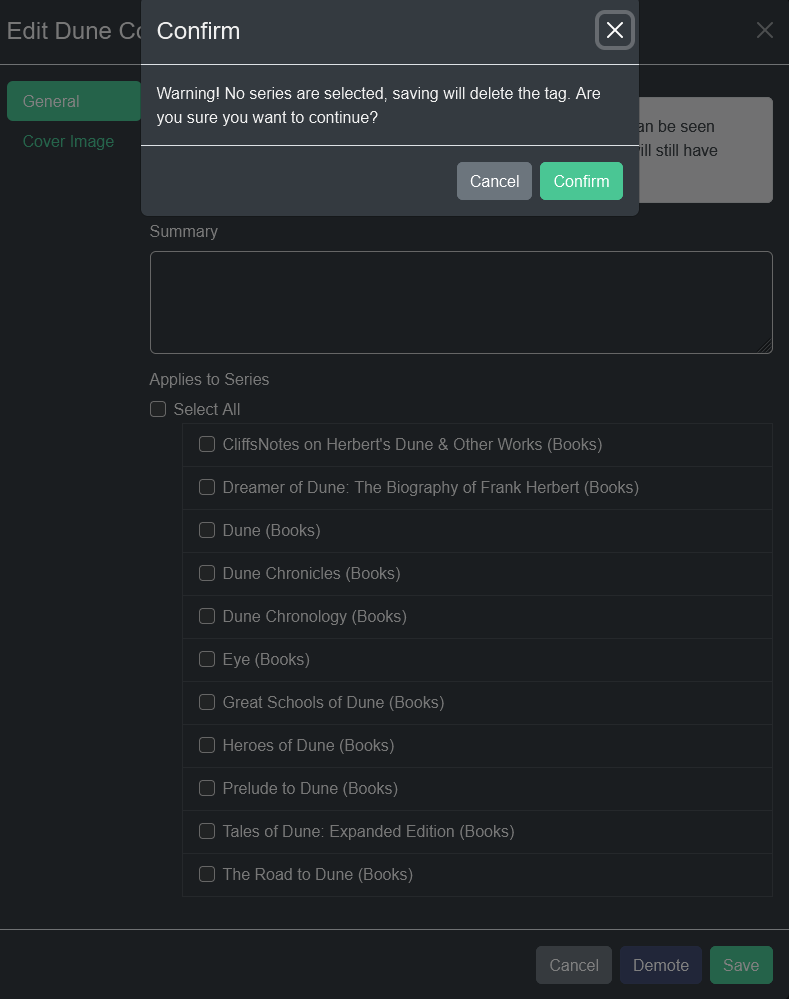 Edit Dune
Confirm
Warning! No series are selected, saving will delete the tag. Are
you sure you want to continue?
Cancel
Confirm
General
Cover Image
an be seen
still have
Summary
Applies to Series
Select All
CliffsNotes on Herbert's Dune & Other Works (Books)
Dreamer of Dune: The Biography of Frank Herbert (Books)
Dune (Books)
Dune Chronicles (Books)
Dune Chronology (Books)
Eye (Books)
Great Schools of Dune (Books)
Heroes of Dune (Books)
Prelude to Dune (Books)
Tales of Dune: Expanded Edition (Books)
The Road to Dune (Books)
Cancel
Demote
Save